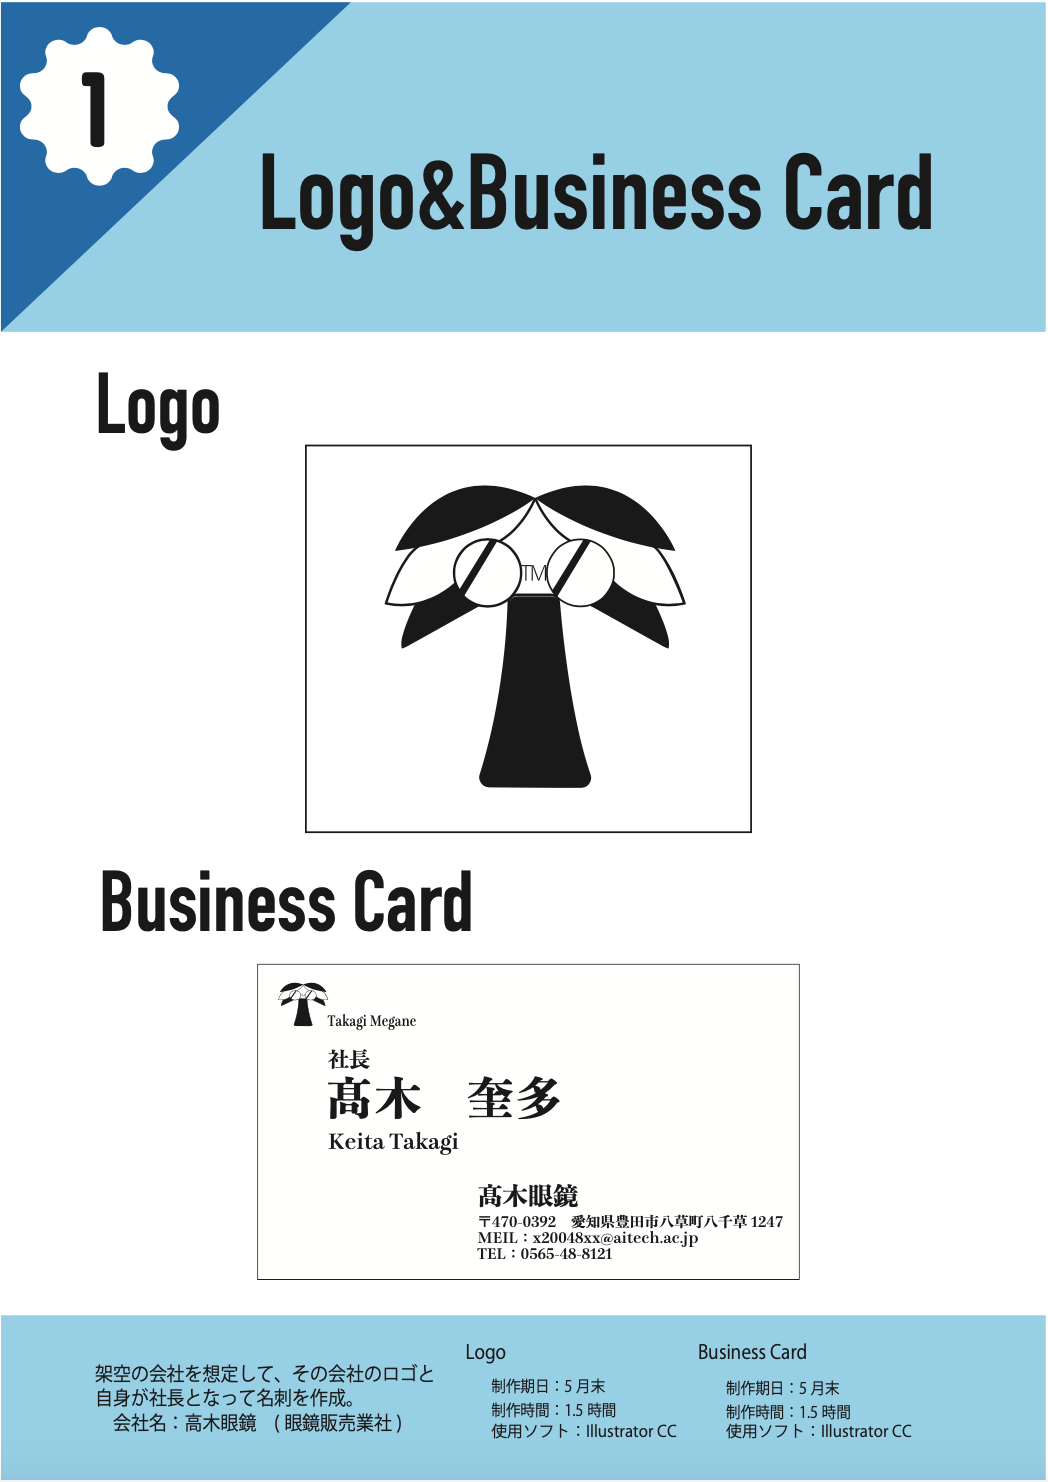 1
Logo&Business Card
Logo
TM
Business Card
Takagi Megane
社長
髙木　奎多
Keita Takagi
髙木眼鏡
〒470-0392　愛知県豊田市八草町八千草 1247
MEIL：x20048xx@aitech.ac.jp
TEL：0565-48-8121
架空の会社を想定して、その会社のロゴと
自身が社長となって名刺を作成。
会社名：高木眼鏡　( 眼鏡販売業社 )
Logo
制作期日：5 月末
制作時間：1.5 時間
使用ソフト：Illustrator CC
Business Card
制作期日：5 月末
制作時間：1.5 時間
使用ソフト：Illustrator CC